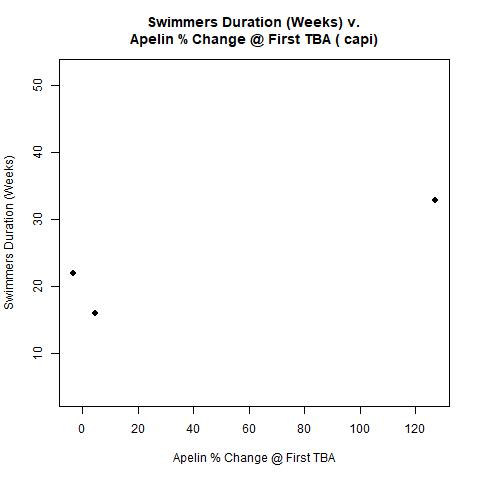 Swimmers Duration (Weeks) v.
Apelin % Change @ First TBA ( capi)
Swimmers Duration (Weeks)
50
40
30
20
10
0 20 40 60 80 100 120
Apelin % Change @ First TBA